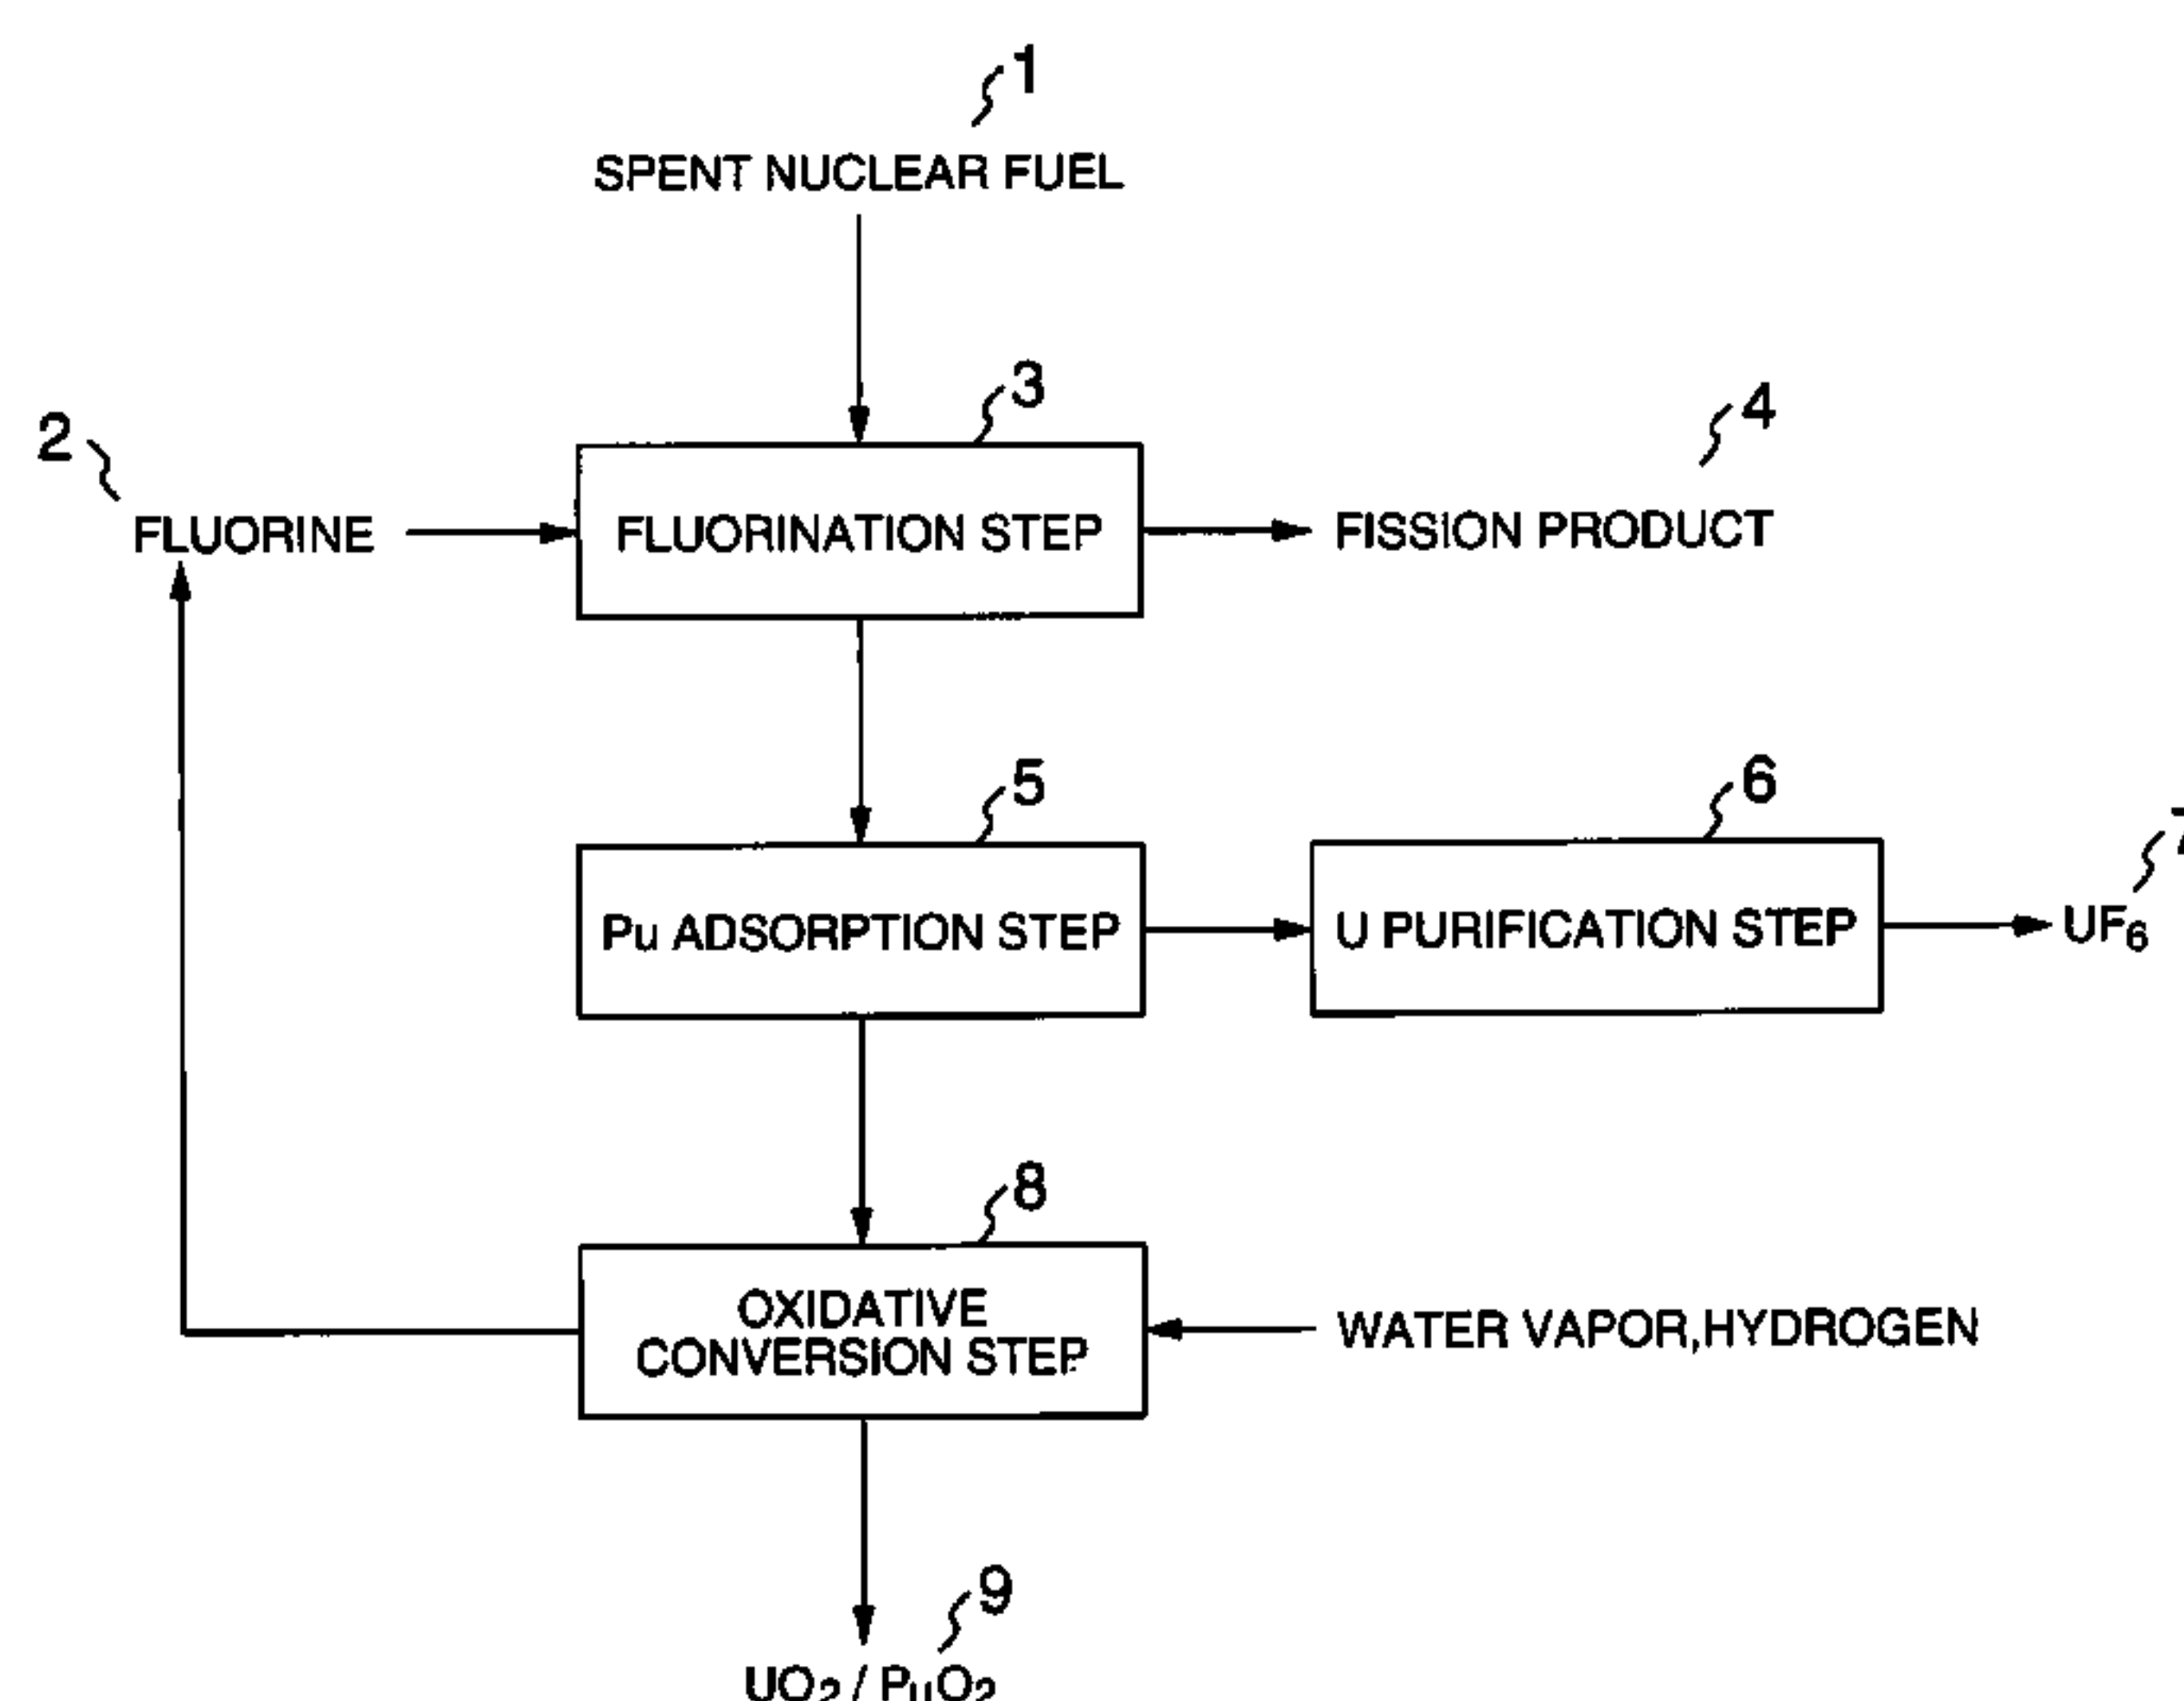 1
SPENT NUCLEAR FUEL
3
4
2
FLUORINE
FLUORINATION STEP
FISSION PRODUCT
5
6
7
Pu ADSORPTION STEP
U PURIFICATION STEP
UF6
8
OXIDATIVE
CONVERSION STEP
WATER VAPOR,HYDROGEN
9
UO2 / PuO2